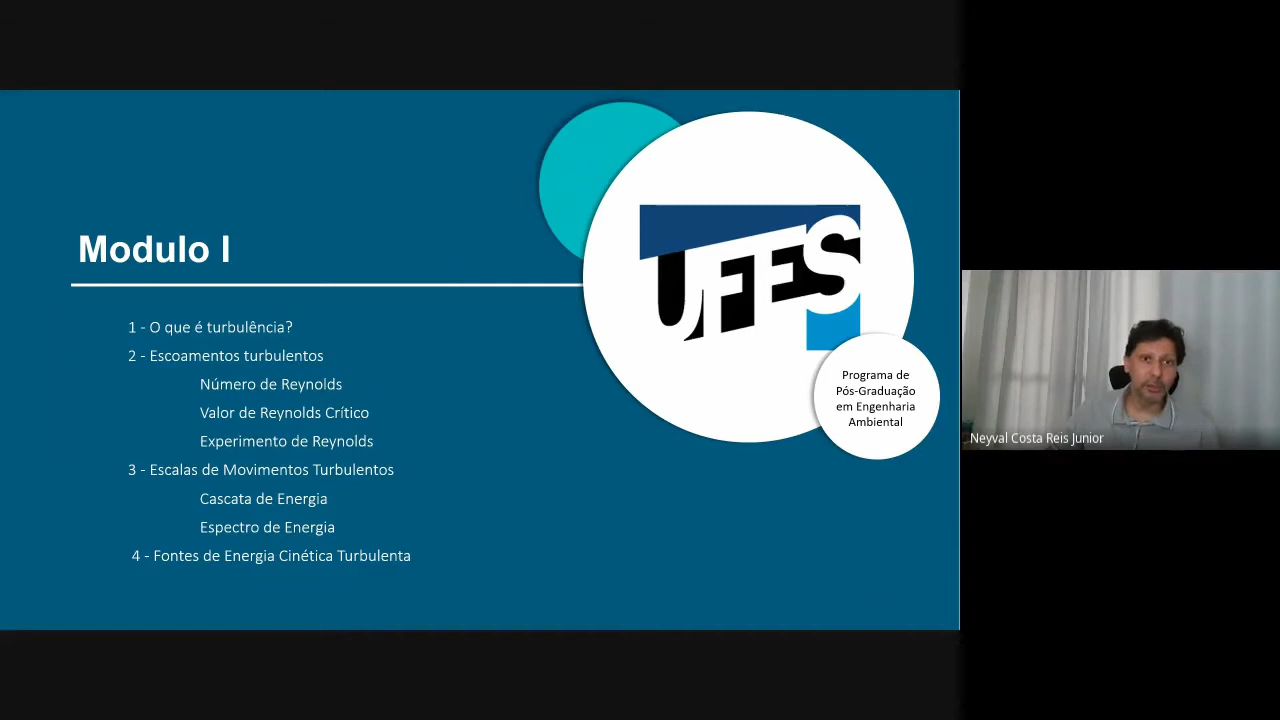 Modulo I
1 - O que é turbulência?
2 - Escoamentos turbulentos
Número de Reynolds
Valor de Reynolds Crítico
Experimento de Reynolds
3 - Escalas de Movimentos Turbulentos
Cascata de Energia
Espectro de Energia
4 - Fontes de Energia Cinética Turbulenta
UFES
Programa de
Pós-Graduação
em Engenharia
Ambiental
Neyval Costa Reis Junior